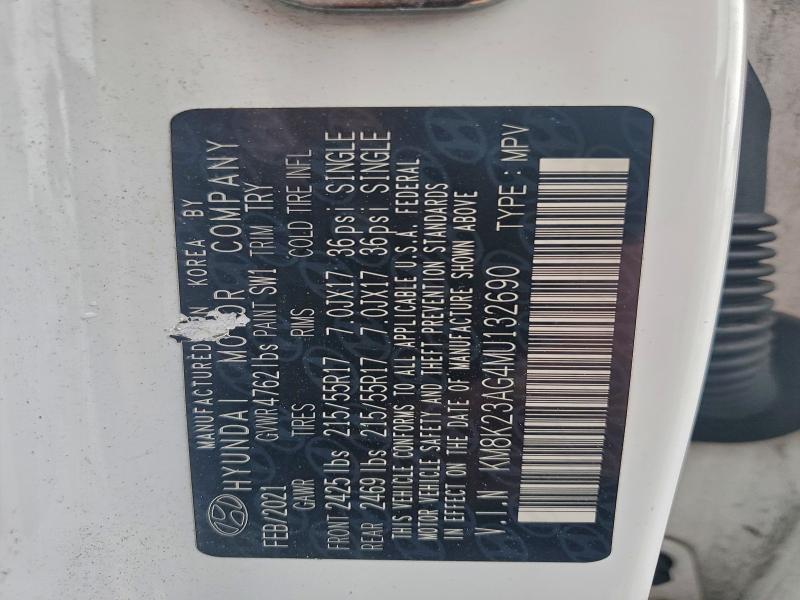 MANUFACTURED IN KOREA BY
HYUNDAI MOTOR COMPANY
FEB/2021 GVWR 4762 lbs PAINT SW1 TRIM TRY
GAWR TIRES RMS COLD TIRE INFL
FRONT 2425 lbs 215/55R17 7.0JX17 36psi SINGLE
REAR 2469 lbs 215/55R17 7.0JX17 36psi SINGLE
THIS VEHICLE CONFORMS TO ALL APPLICABLE U.S.A. FEDERAL
MOTOR VEHICLE SAFETY AND THEFT PREVENTION STANDARDS
IN EFFECT ON THE DATE OF MANUFACTURE SHOWN ABOVE
V.I.N KM8K23AG4MU132690 TYPE : MPV